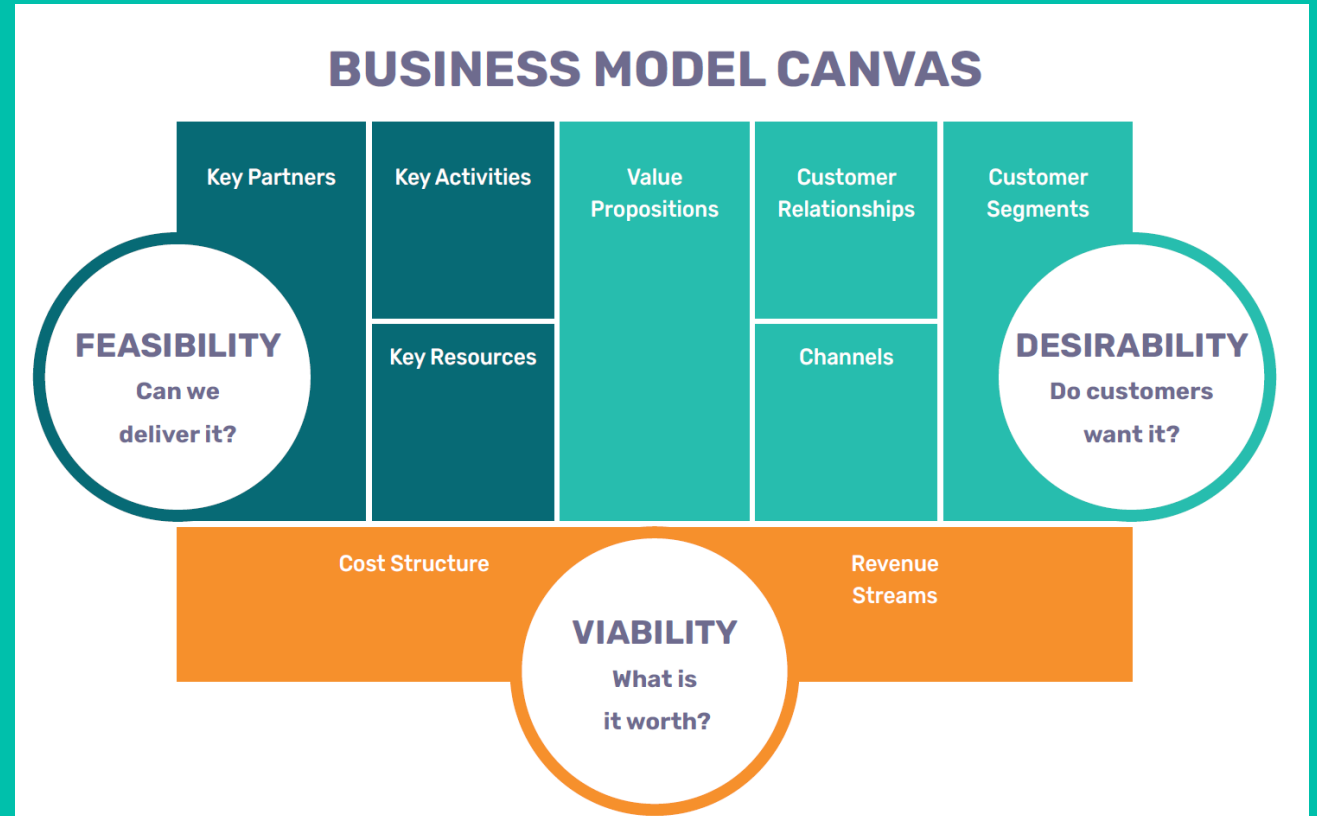 BUSINESS MODEL CANVAS
Key Partners
Key Activities
Value
Propositions
Customer
Relationships
Customer
Segments
Key Resources
Channels
FEASIBILITY
Can we
deliver it?
DESIRABILITY
Do customers
want it?
Cost Structure
Revenue
Streams
VIABILITY
What is
it worth?